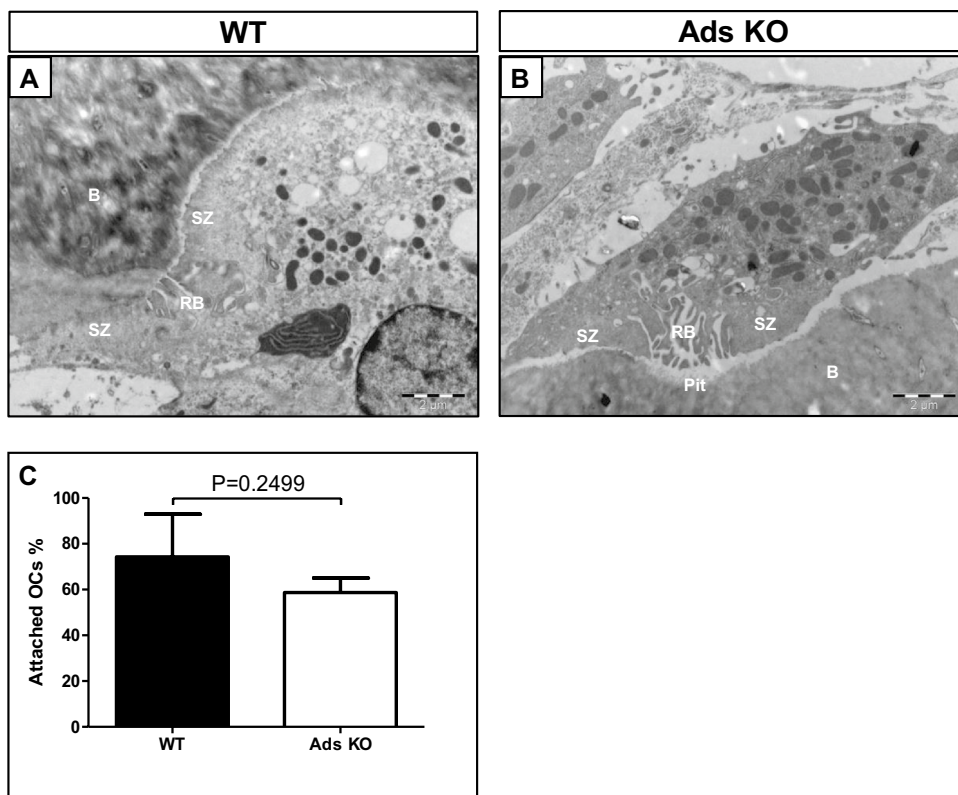 WT
Ads KO
A
B
SZ
RB
SZ
2 µm
B
SZ
RB
SZ
Pit
B
2 µm
C
P=0.2499
Attached OCs %
100
80
60
40
20
0
WT
Ads KO